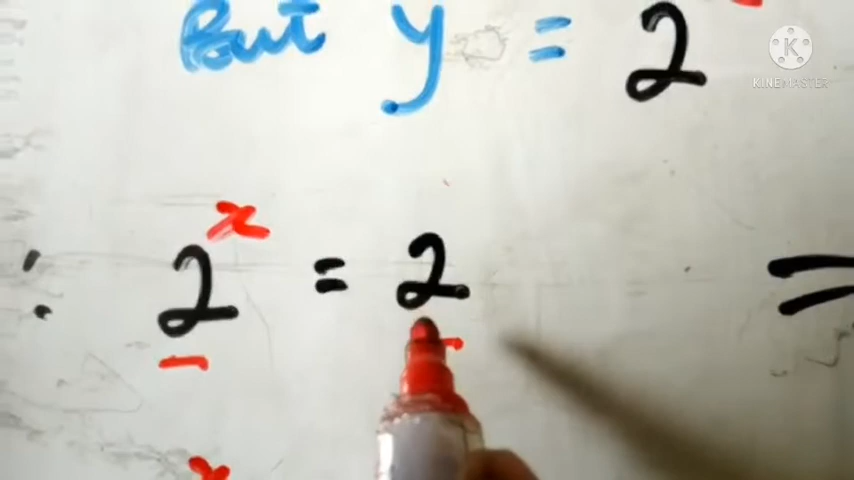 But y = 2
K
KINEMASTER
∴ 2ˣ = 2 =
x